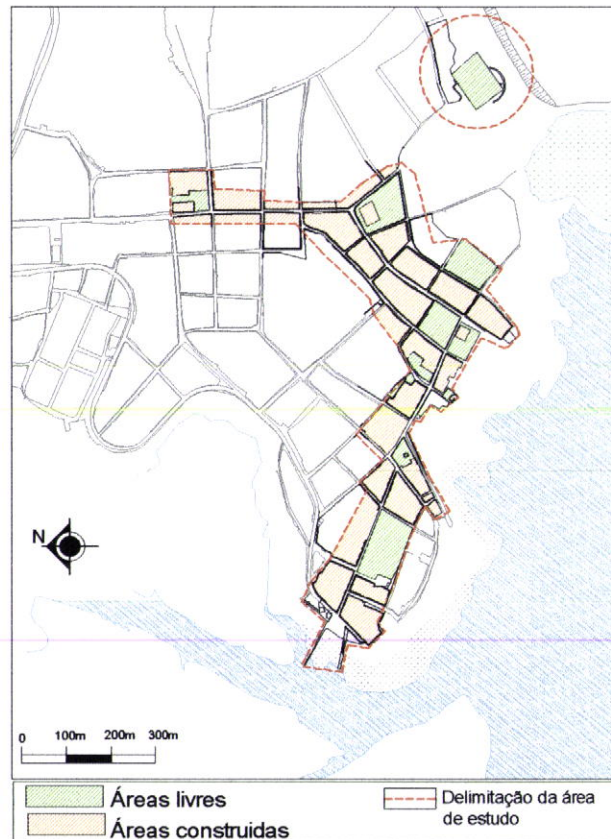 N
0 100m 200m 300m
Áreas livres
Áreas construidas
Delimitação da área
de estudo